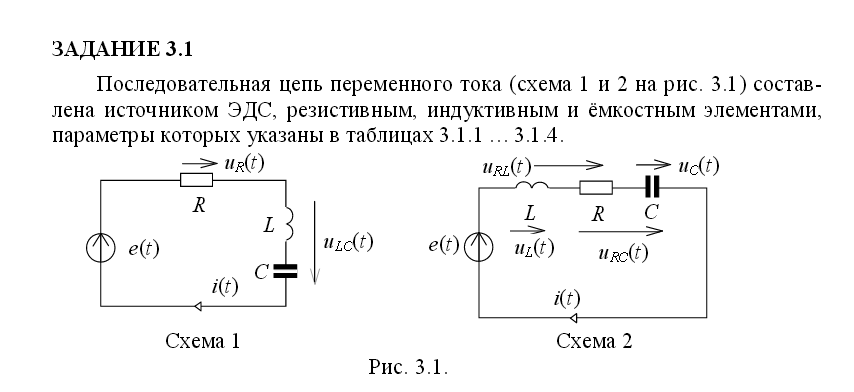 ЗАДАНИЕ 3.1
Последовательная цепь переменного тока (схема 1 и 2 на рис. 3.1) состав-
лена источником ЭДС, резистивным, индуктивным и ёмкостным элементами,
параметры которых указаны в таблицах 3.1.1 … 3.1.4.
uR(t)
R
L
e(t)
uLC(t)
C
i(t)
Схема 1
uRL(t) uC(t)
L R C
e(t)
uL(t) uRC(t)
i(t)
Схема 2
Рис. 3.1.